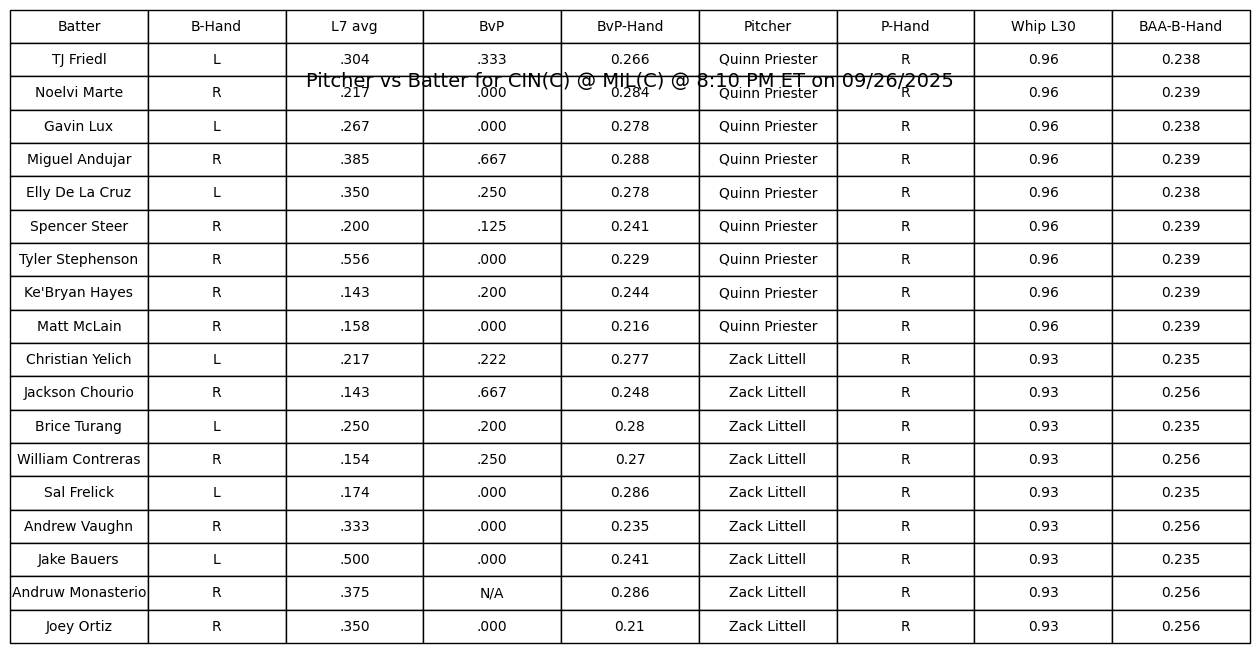 Batter B-Hand L7 avg BvP BvP-Hand Pitcher P-Hand Whip L30 BAA-B-Hand
TJ Friedl L .304 .333 0.266 Quinn Priester R 0.96 0.238
Pitcher vs Batter for CIN(C) @ MIL(C) @ 8:10 PM ET on 09/26/2025
Noelvi Marte R .217 .000 0.284 Quinn Priester R 0.96 0.239
Gavin Lux L .267 .000 0.278 Quinn Priester R 0.96 0.238
Miguel Andujar R .385 .667 0.288 Quinn Priester R 0.96 0.239
Elly De La Cruz L .350 .250 0.278 Quinn Priester R 0.96 0.238
Spencer Steer R .200 .125 0.241 Quinn Priester R 0.96 0.239
Tyler Stephenson R .556 .000 0.229 Quinn Priester R 0.96 0.239
Ke'Bryan Hayes R .143 .200 0.244 Quinn Priester R 0.96 0.239
Matt McLain R .158 .000 0.216 Quinn Priester R 0.96 0.239
Christian Yelich L .217 .222 0.277 Zack Littell R 0.93 0.235
Jackson Chourio R .143 .667 0.248 Zack Littell R 0.93 0.256
Brice Turang L .250 .200 0.28 Zack Littell R 0.93 0.235
William Contreras R .154 .250 0.27 Zack Littell R 0.93 0.256
Sal Frelick L .174 .000 0.286 Zack Littell R 0.93 0.235
Andrew Vaughn R .333 .000 0.235 Zack Littell R 0.93 0.256
Jake Bauers L .500 .000 0.241 Zack Littell R 0.93 0.235
Andruw Monasterio R .375 N/A 0.286 Zack Littell R 0.93 0.256
Joey Ortiz R .350 .000 0.21 Zack Littell R 0.93 0.256